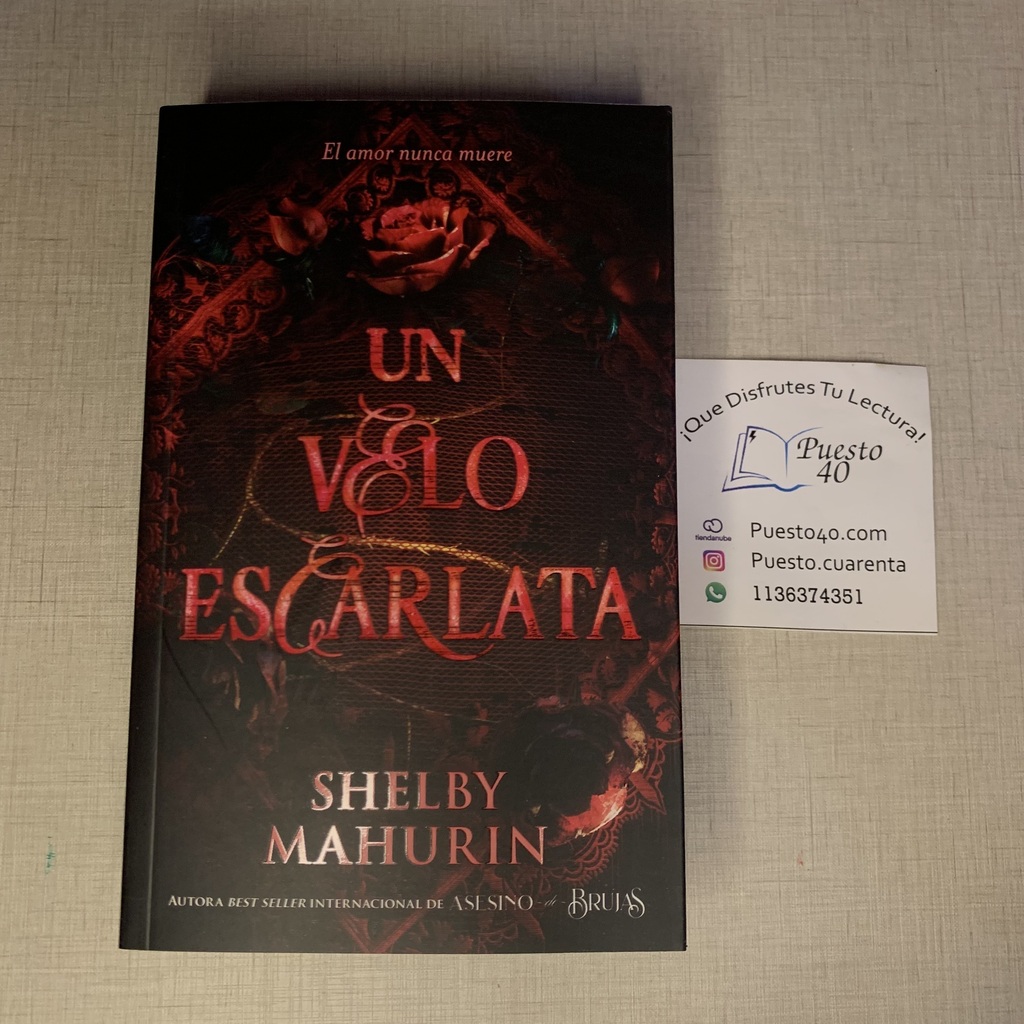 El amor nunca muere
UN
VELO
ESCARLATA
SHELBY
MAHURIN
AUTORA BEST SELLER INTERNACIONAL DE ASESINO de BRUJAS
¡Que Disfrutes Tu Lectura!
Puesto
40
tiendanube
Puesto40.com
Puesto.cuarenta
1136374351